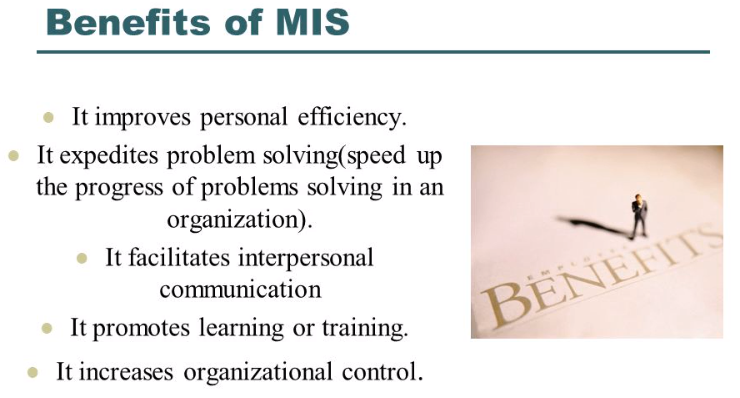 Benefits of MIS
It improves personal efficiency.
It expedites problem solving(speed up
the progress of problems solving in an
organization).
It facilitates interpersonal
communication
It promotes learning or training.
It increases organizational control.
EMPLOYEE
BENEFITS